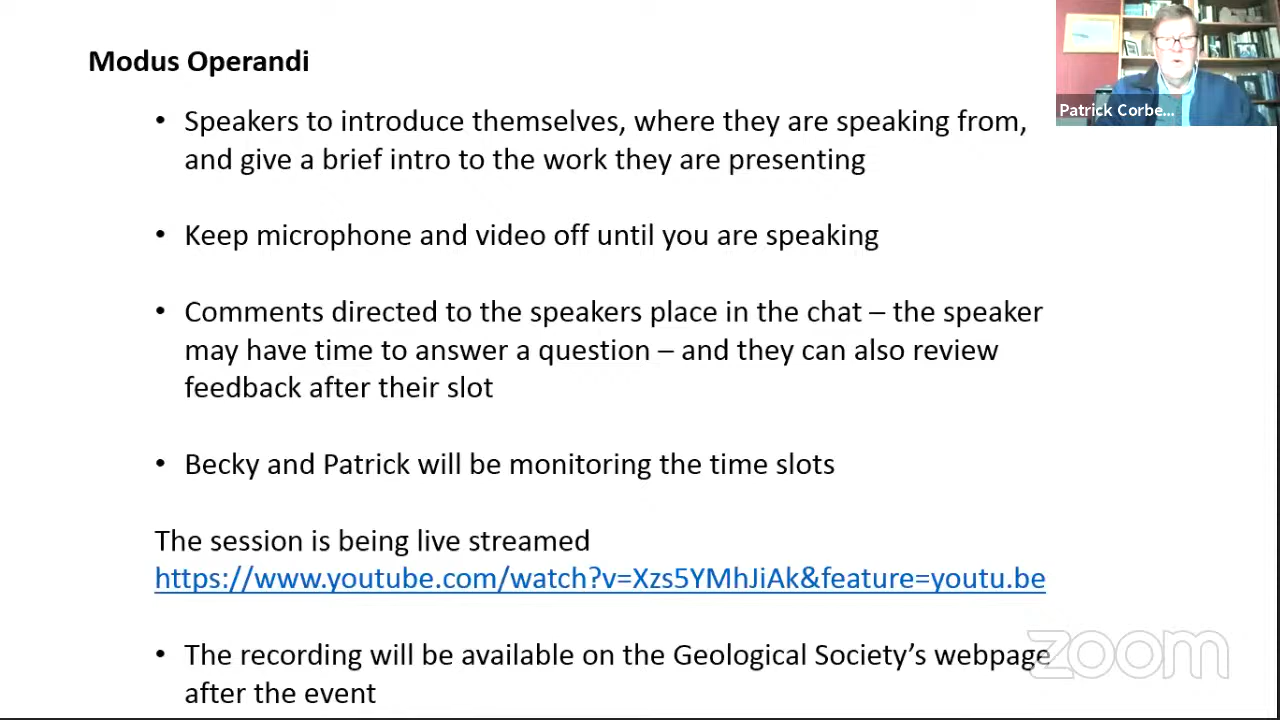 Modus Operandi
Patrick Corbe...
• Speakers to introduce themselves, where they are speaking from,
and give a brief intro to the work they are presenting
• Keep microphone and video off until you are speaking
• Comments directed to the speakers place in the chat – the speaker
may have time to answer a question – and they can also review
feedback after their slot
• Becky and Patrick will be monitoring the time slots
The session is being live streamed
https://www.youtube.com/watch?v=Xzs5YMhJiAk&feature=youtu.be
• The recording will be available on the Geological Society’s webpage
after the event
zoom